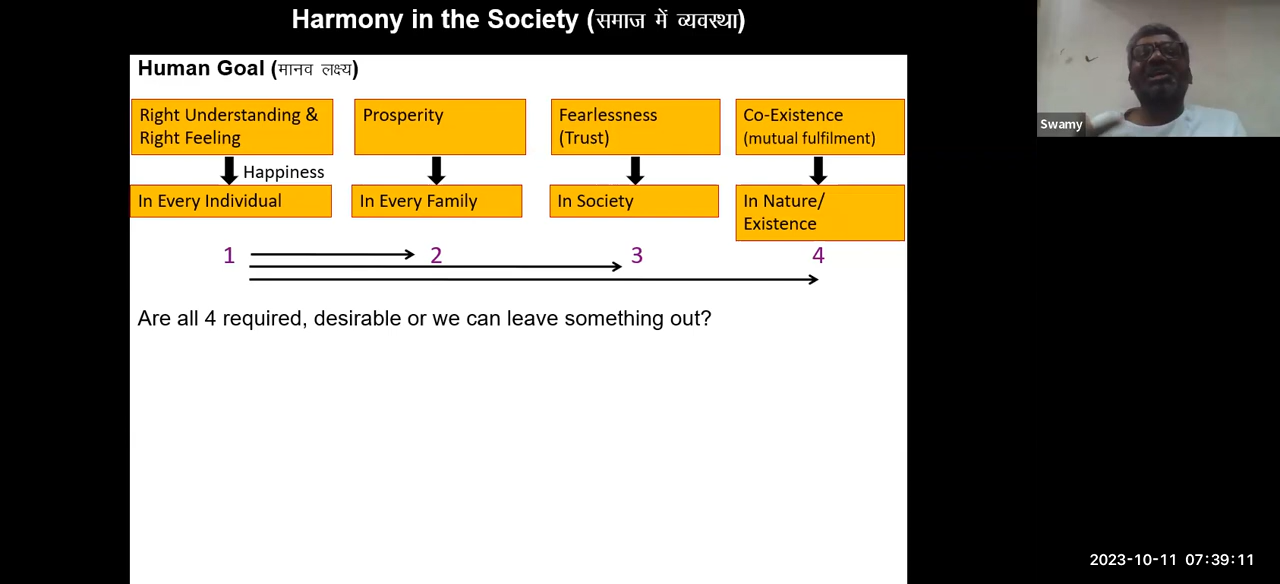 Harmony in the Society (समाज में व्यवस्था)
Human Goal (मानव लक्ष्य)
Right Understanding &
Right Feeling
Prosperity
Fearlessness
(Trust)
Co-Existence
(mutual fulfilment)
Happiness
In Every Individual
In Every Family
In Society
In Nature/
Existence
1 2 3 4
Are all 4 required, desirable or we can leave something out?
Swamy
2023-10-11 07:39:11